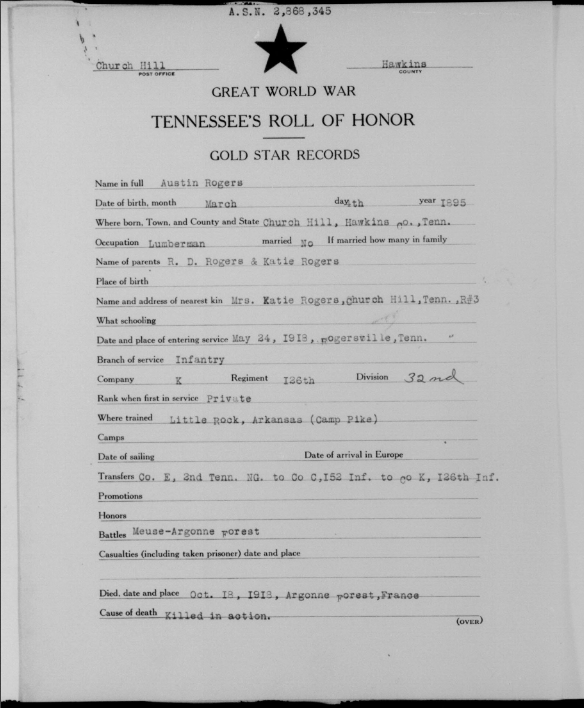 A.S.N. 2,868,345
Church Hill Hawkins
POST OFFICE COUNTY
GREAT WORLD WAR
TENNESSEE'S ROLL OF HONOR
GOLD STAR RECORDS
Name in full Austin Rogers
Date of birth, month March day 4th year 1895
Where born, Town, and County and State Church Hill, Hawkins Co., Tenn.
Occupation Lumberman married No If married how many in family
Name of parents R. D. Rogers & Katie Rogers
Place of birth
Name and address of nearest kin Mrs. Katie Rogers, Church Hill, Tenn., R#3
What schooling
Date and place of entering service May 24, 1918, Rogersville, Tenn.
Branch of service Infantry
Company K Regiment 126th Division 32nd
Rank when first in service Private
Where trained Little Rock, Arkansas (Camp Pike)
Camps
Date of sailing Date of arrival in Europe
Transfers Co. E, 2nd Tenn. NG. to Co C, 152 Inf. to Co K, 126th Inf.
Promotions
Honors
Battles Meuse-Argonne Forest
Casualties (including taken prisoner) date and place
Died, date and place Oct. 18, 1918, Argonne Forest, France
Cause of death Killed in action.
(OVER)